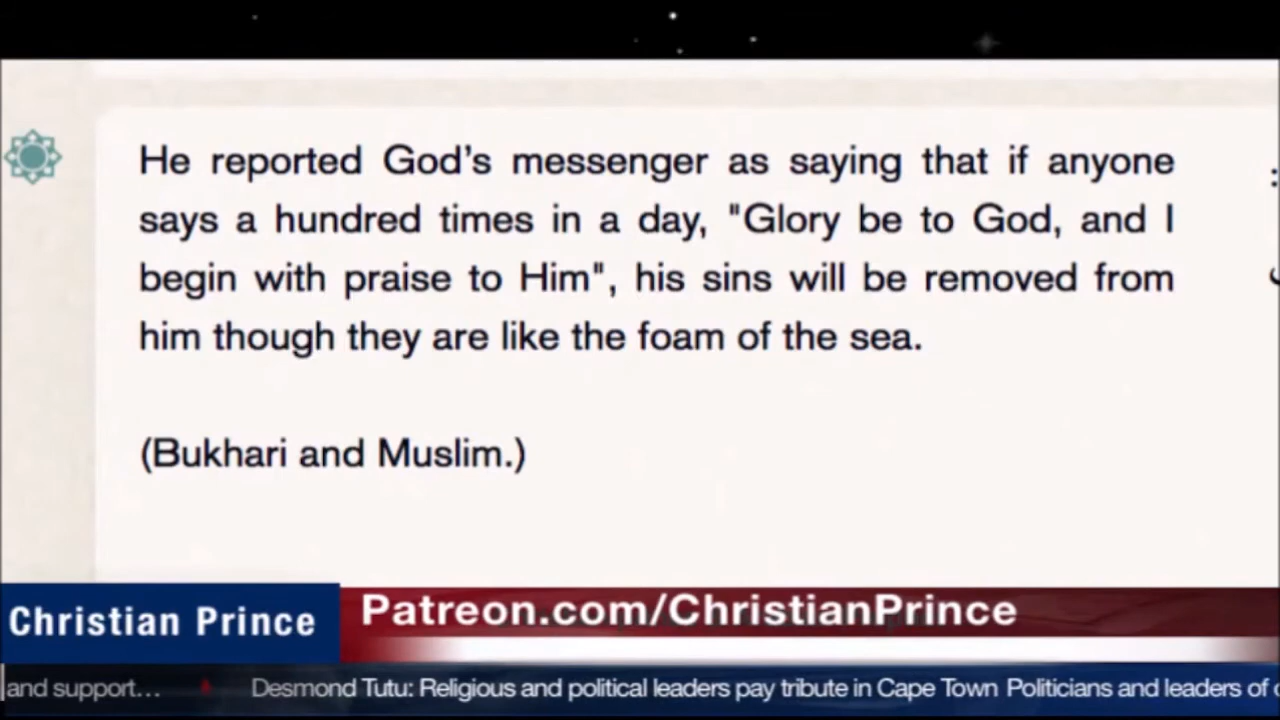 He reported God's messenger as saying that if anyone
says a hundred times in a day, "Glory be to God, and I
begin with praise to Him", his sins will be removed from
him though they are like the foam of the sea.
(Bukhari and Muslim.)
Christian Prince
Patreon.com/ChristianPrince
and support... Desmond Tutu: Religious and political leaders pay tribute in Cape Town Politicians and leaders of